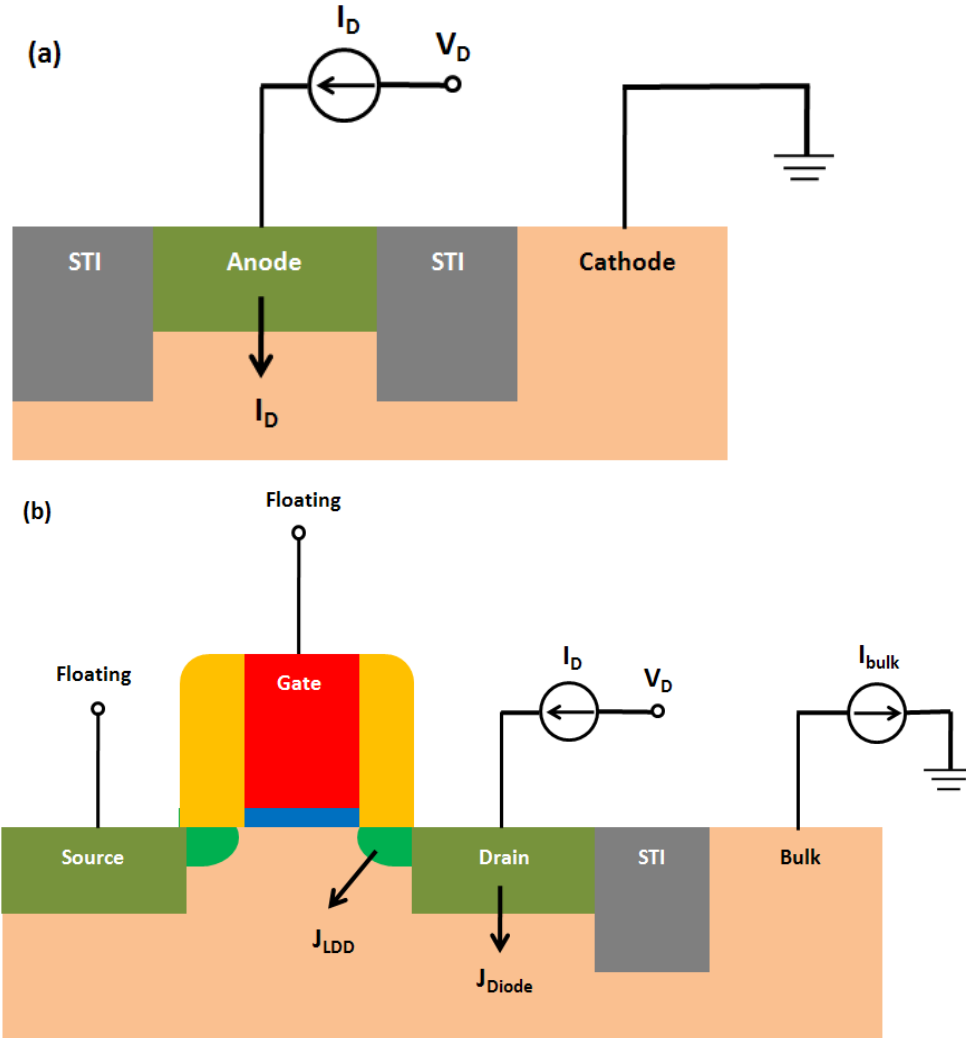 (a)
I_D
V_D
STI
Anode
STI
Cathode
I_D
(b)
Floating
Floating
Gate
I_D
V_D
I_bulk
Source
Drain
STI
Bulk
J_LDD
J_Diode